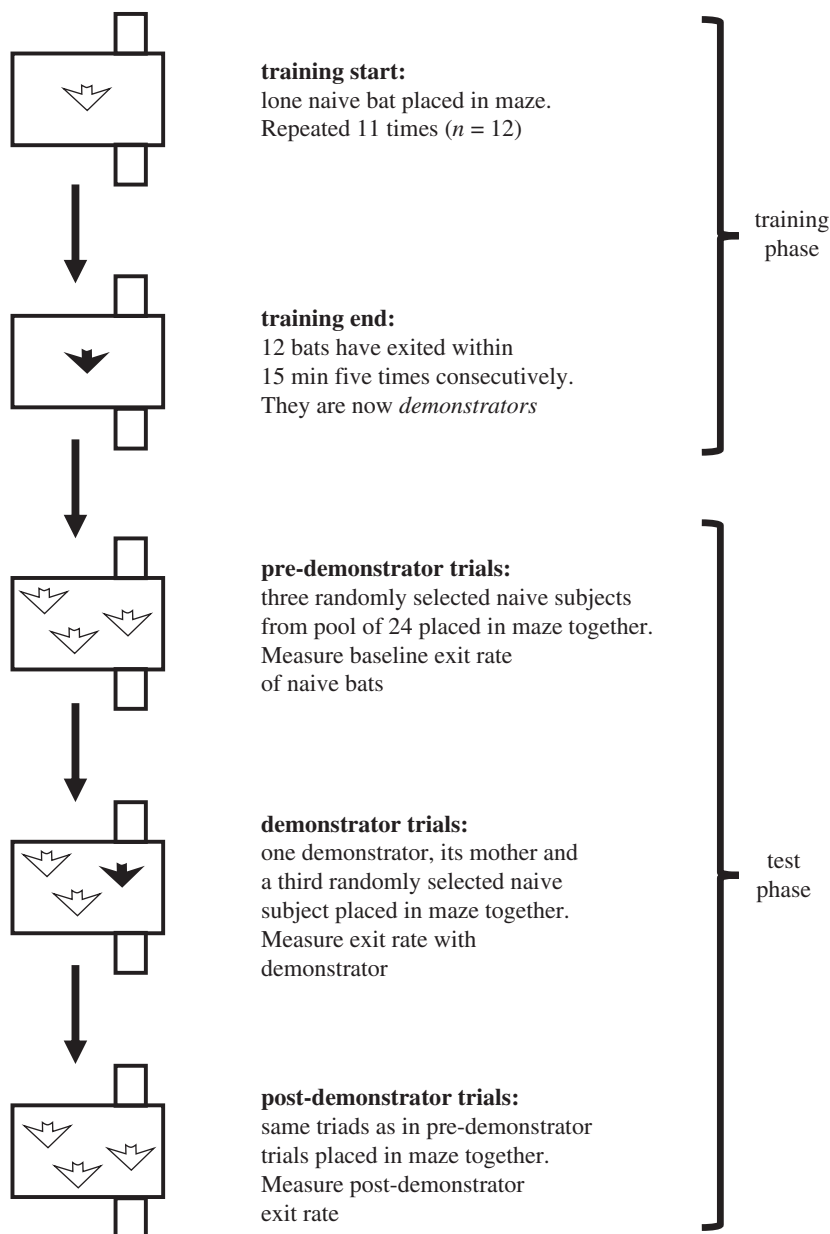 training start:
lone naive bat placed in maze.
Repeated 11 times (n = 12)
training
phase
training end:
12 bats have exited within
15 min five times consecutively.
They are now demonstrators
pre-demonstrator trials:
three randomly selected naive subjects
from pool of 24 placed in maze together.
Measure baseline exit rate
of naive bats
demonstrator trials:
one demonstrator, its mother and
a third randomly selected naive
subject placed in maze together.
Measure exit rate with
demonstrator
test
phase
post-demonstrator trials:
same triads as in pre-demonstrator
trials placed in maze together.
Measure post-demonstrator
exit rate